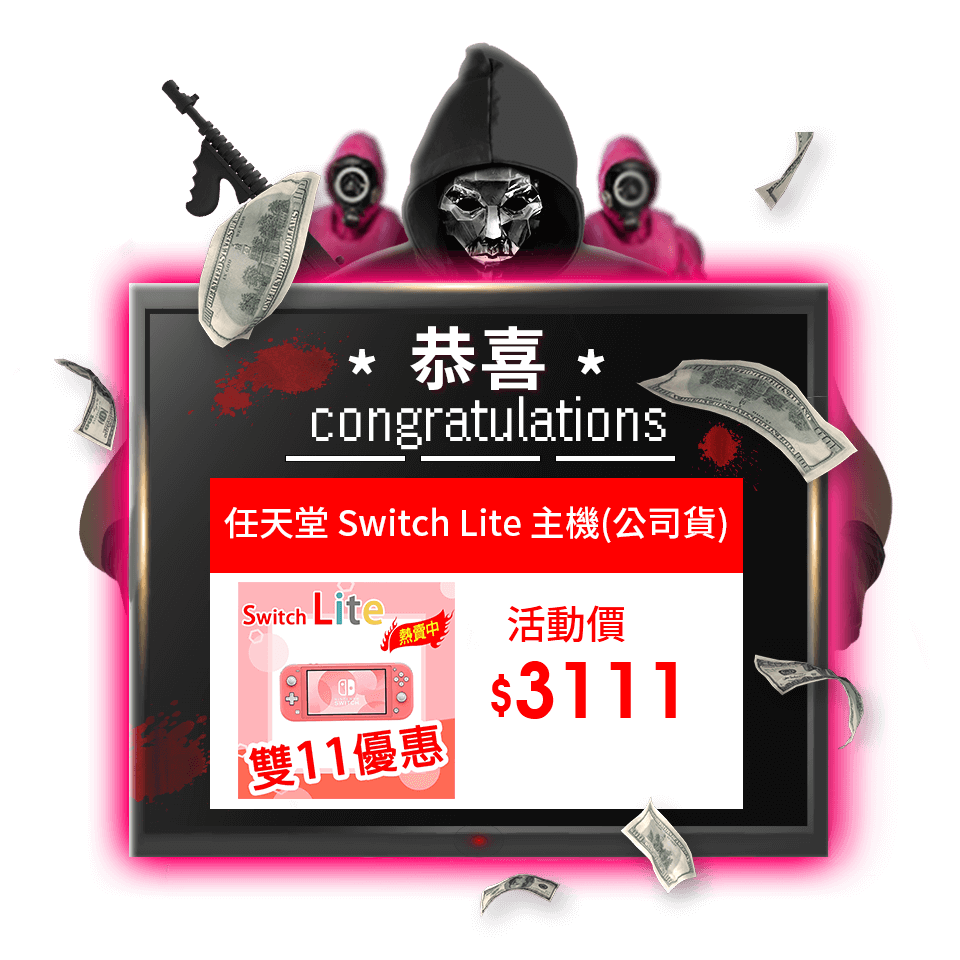 * 恭喜 *
congratulations
任天堂 Switch Lite 主機(公司貨)
Switch Lite
熱賣中
雙11優惠
活動價
$3111